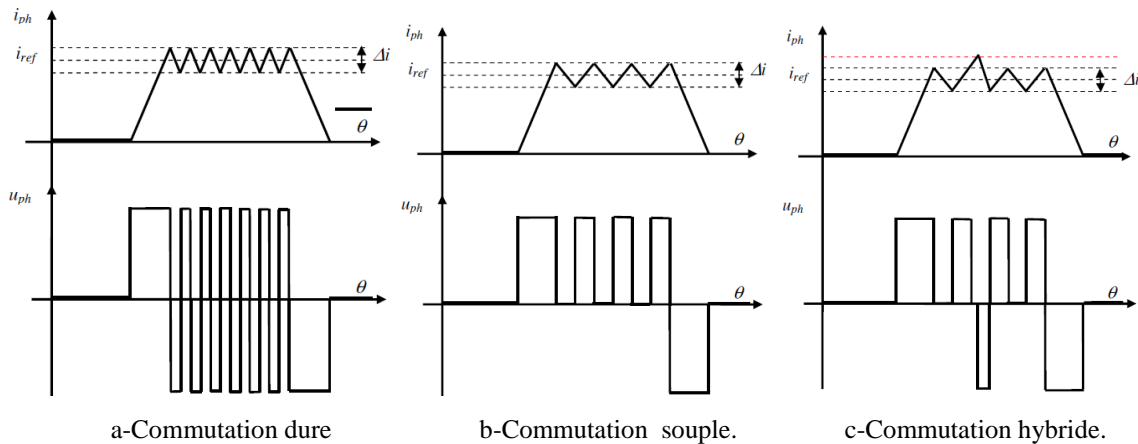 i_ph
i_ref
Δi
θ
u_ph
θ
a-Commutation dure
i_ph
i_ref
Δi
θ
u_ph
θ
b-Commutation souple.
i_ph
i_ref
Δi
θ
u_ph
θ
c-Commutation hybride.